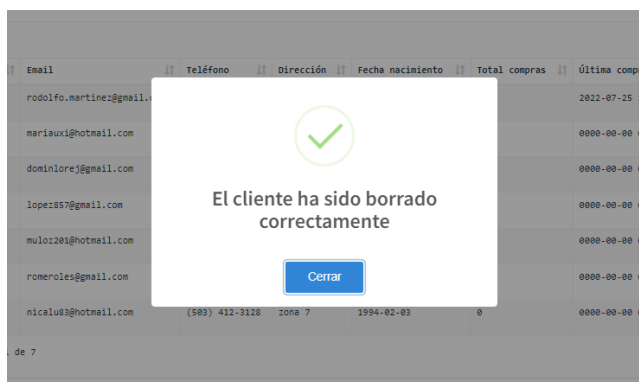 Email Teléfono Dirección Fecha nacimiento Total compras
rodolfo.martinez@gmail. 2022-07-25
mariauxi@hotmail.com 0000-00-00
dominlorej@gmail.com 0000-00-00
El cliente ha sido borrado
lopez857@gmail.com 0000-00-00
correctamente
muloz201@hotmail.com 0000-00-00
Cerrar
romeroles@gmail.com 0000-00-00
nicalu83@hotmail.com (503) 412-3128 zona 7 1994-02-03 0 0000-00-00
de 7